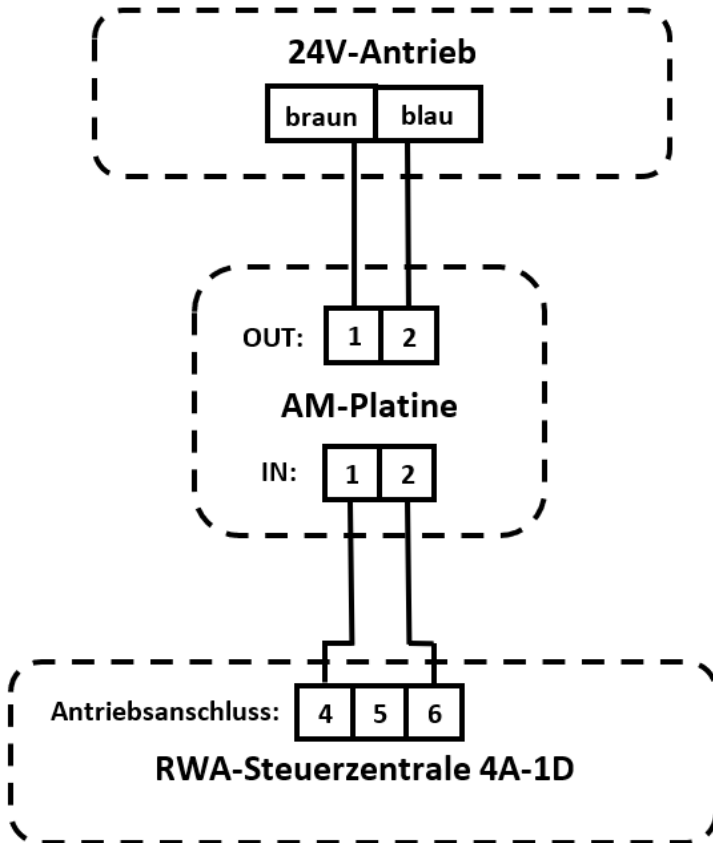 24V-Antrieb
braun blau
OUT: 1 2
AM-Platine
IN: 1 2
Antriebsanschluss: 4 5 6
RWA-Steuerzentrale 4A-1D